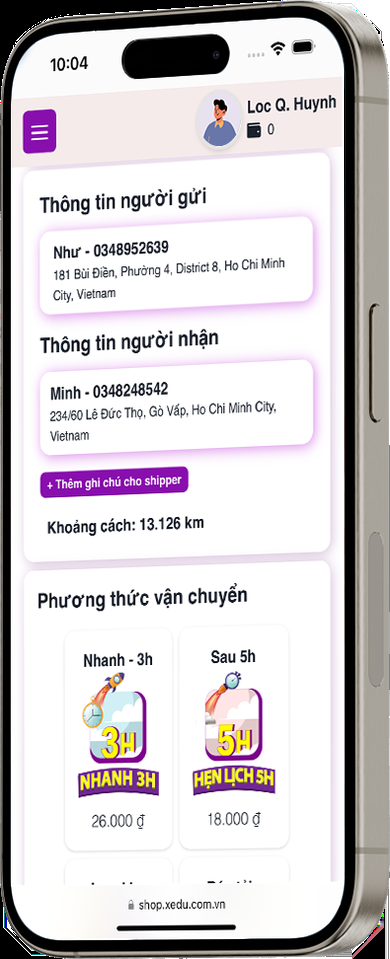 10:04
Loc Q. Huynh
0
Thông tin người gửi
Như - 0348952639
181 Bùi Điền, Phường 4, District 8, Ho Chi Minh
City, Vietnam
Thông tin người nhận
Minh - 0348248542
234/60 Lê Đức Thọ, Gò Vấp, Ho Chi Minh City,
Vietnam
+ Thêm ghi chú cho shipper
Khoảng cách: 13.126 km
Phương thức vận chuyển
Nhanh - 3h
Sau 5h
3H
5H
NHANH 3H
HẸN LỊCH 5H
26.000 ₫
18.000 ₫
shop.xedu.com.vn